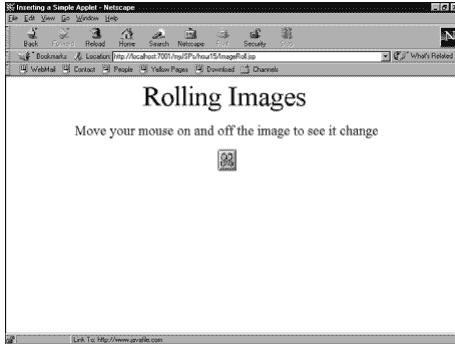 Inserting a Simple Applet - Netscape
File Edit View Go Window Help
Back Forward Reload Home Search Netscape Print Security Stop
Bookmarks Location: http://localhost:7001/myJSPs/hour15/ImageRoll.jsp What's Related
WebMail Contact People Yellow Pages Download Channels
Rolling Images
Move your mouse on and off the image to see it change
Link To: http://www.javafile.com